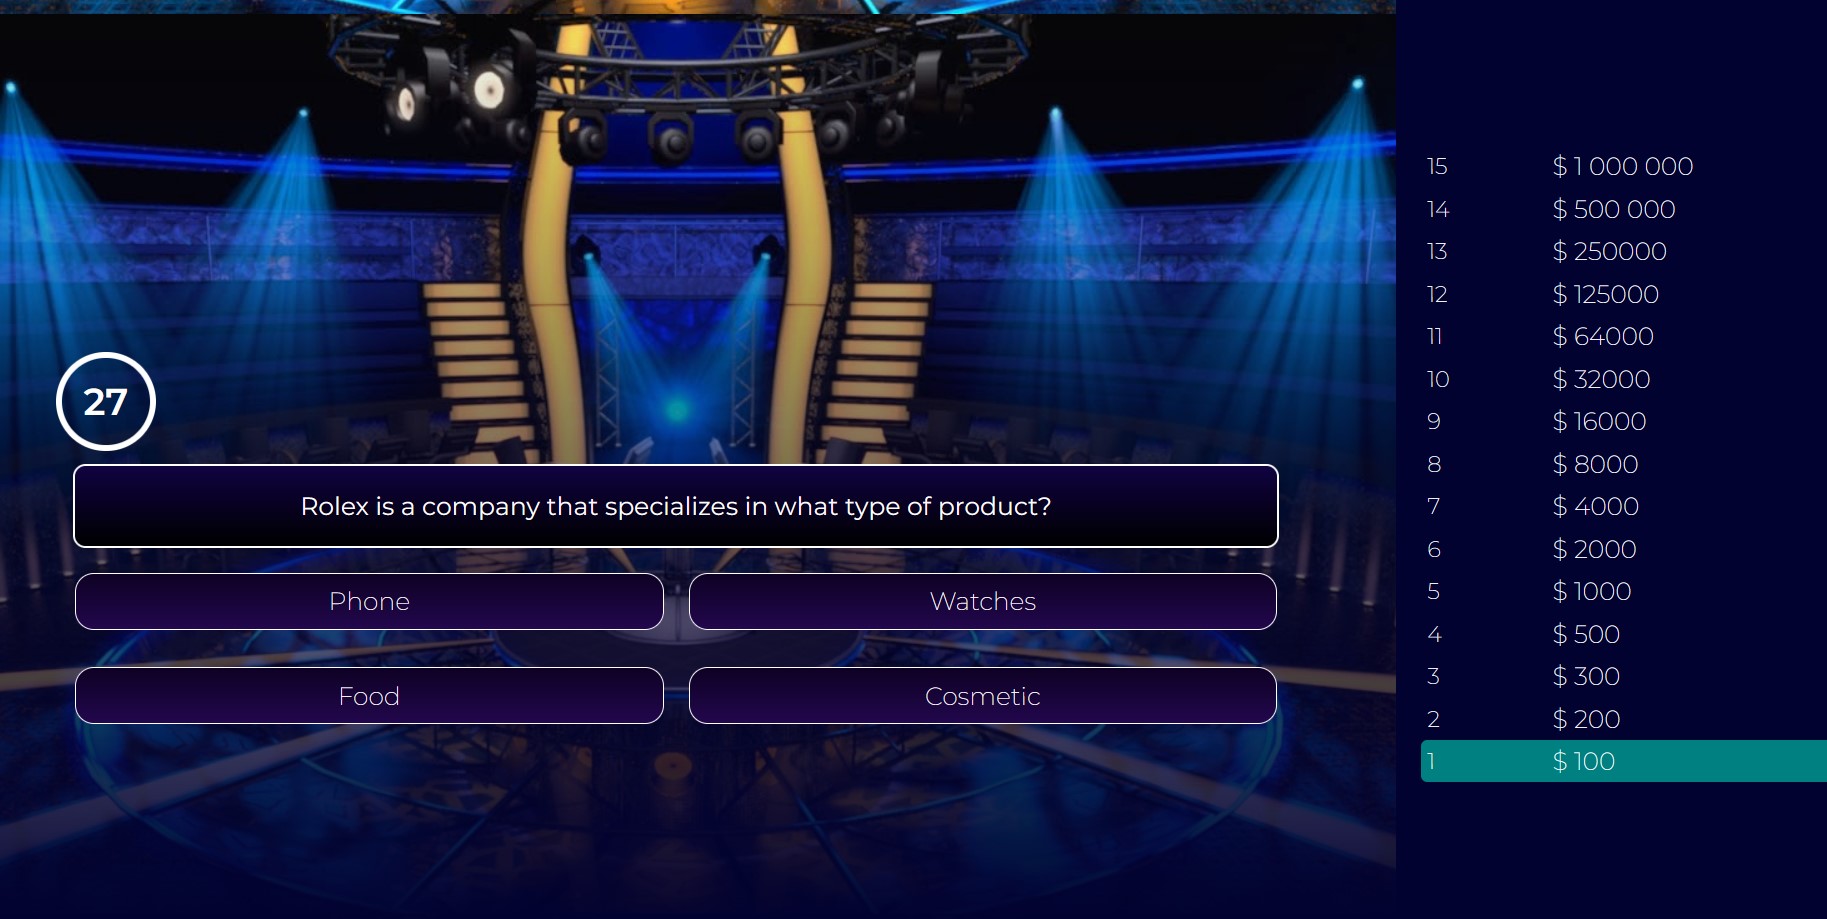 27
Rolex is a company that specializes in what type of product?
Phone
Watches
Food
Cosmetic
15 $ 1 000 000
14 $ 500 000
13 $ 250000
12 $ 125000
11 $ 64000
10 $ 32000
9 $ 16000
8 $ 8000
7 $ 4000
6 $ 2000
5 $ 1000
4 $ 500
3 $ 300
2 $ 200
1 $ 100